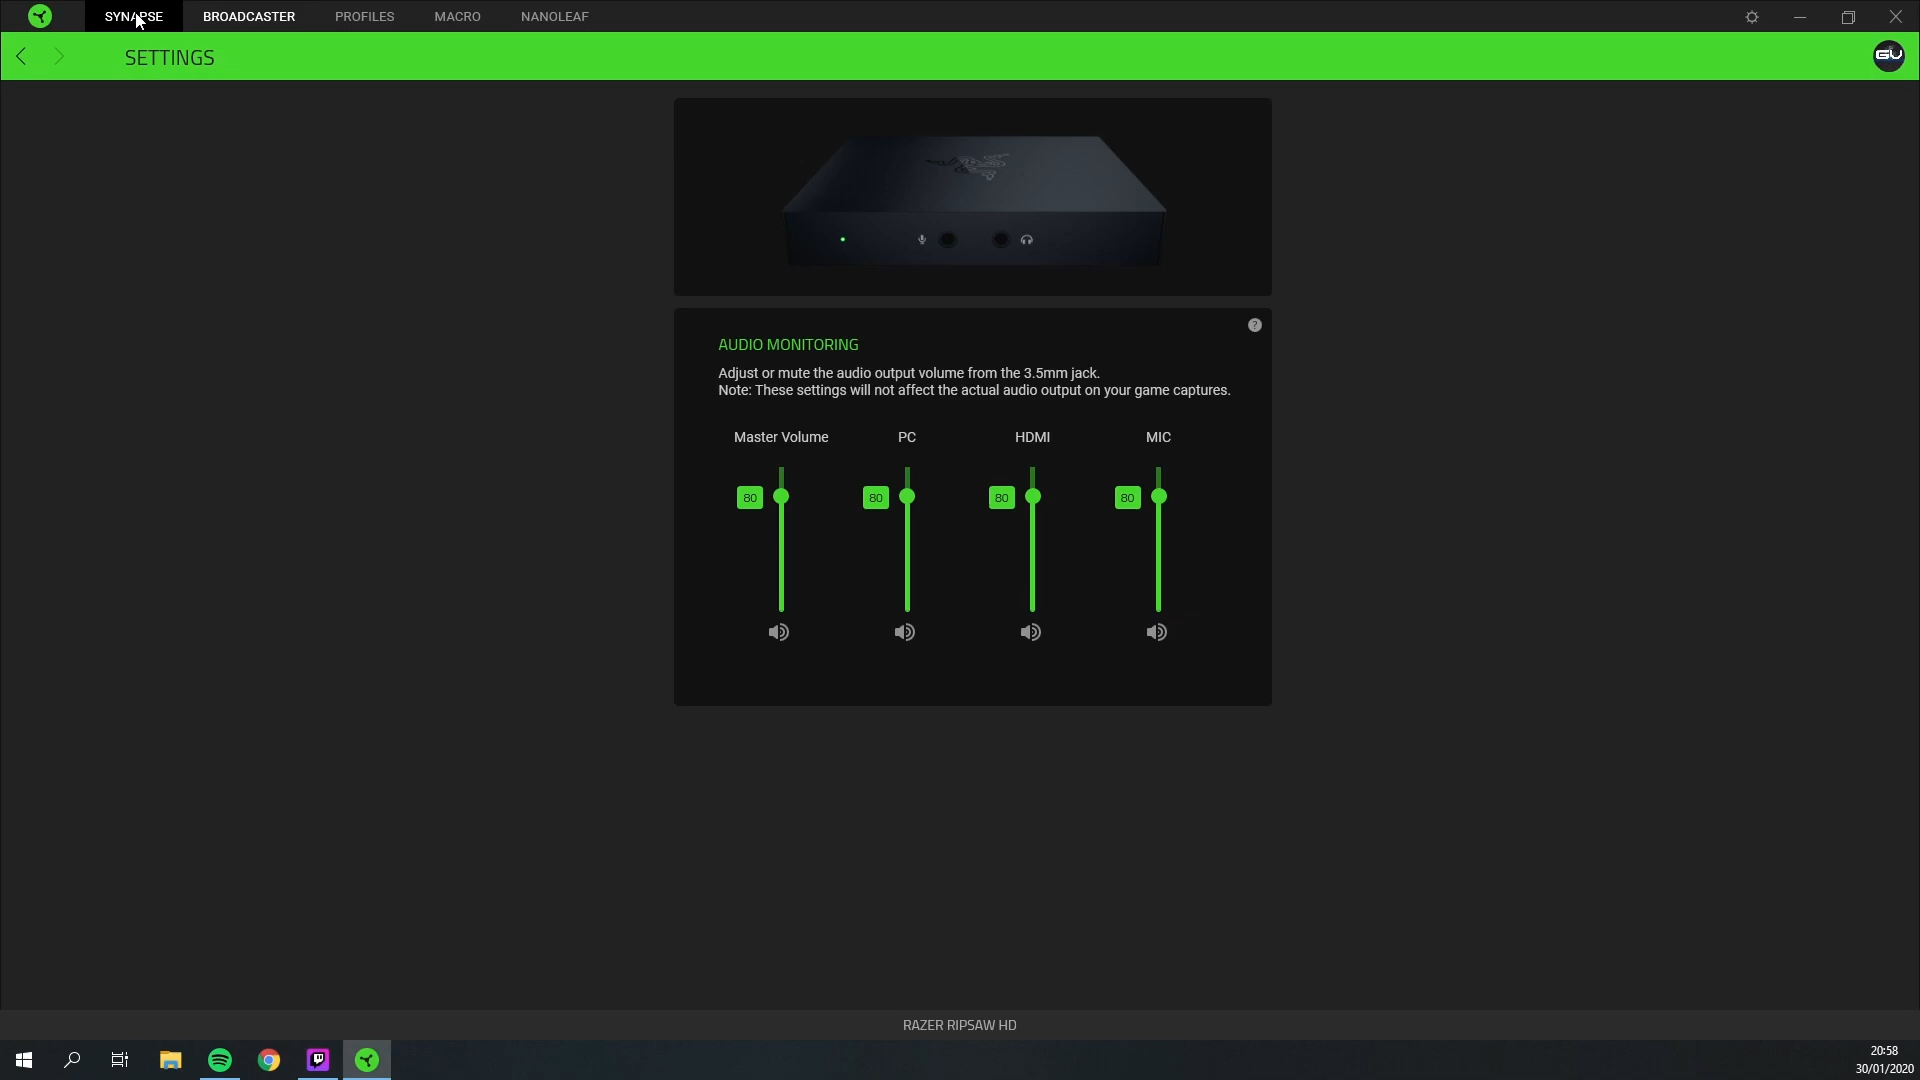 SYNAPSE BROADCASTER PROFILES MACRO NANOLEAF
SETTINGS
GU
?
AUDIO MONITORING
Adjust or mute the audio output volume from the 3.5mm jack.
Note: These settings will not affect the actual audio output on your game captures.
Master Volume PC HDMI MIC
80 80 80 80
RAZER RIPSAW HD
20:58
30/01/2020